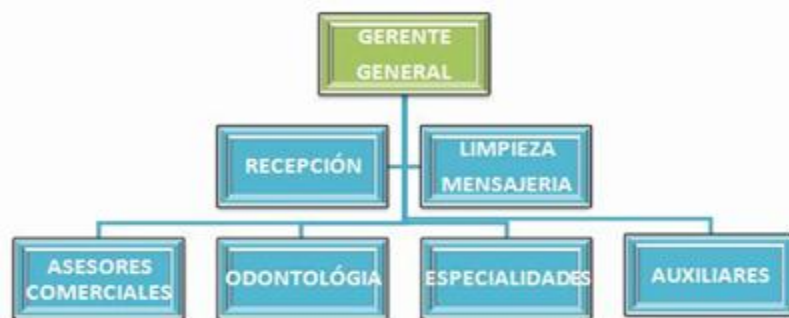 GERENTE
GENERAL
RECEPCIÓN
LIMPIEZA
MENSAJERIA
ASESORES
COMERCIALES
ODONTOLÓGIA
ESPECIALIDADES
AUXILIARES